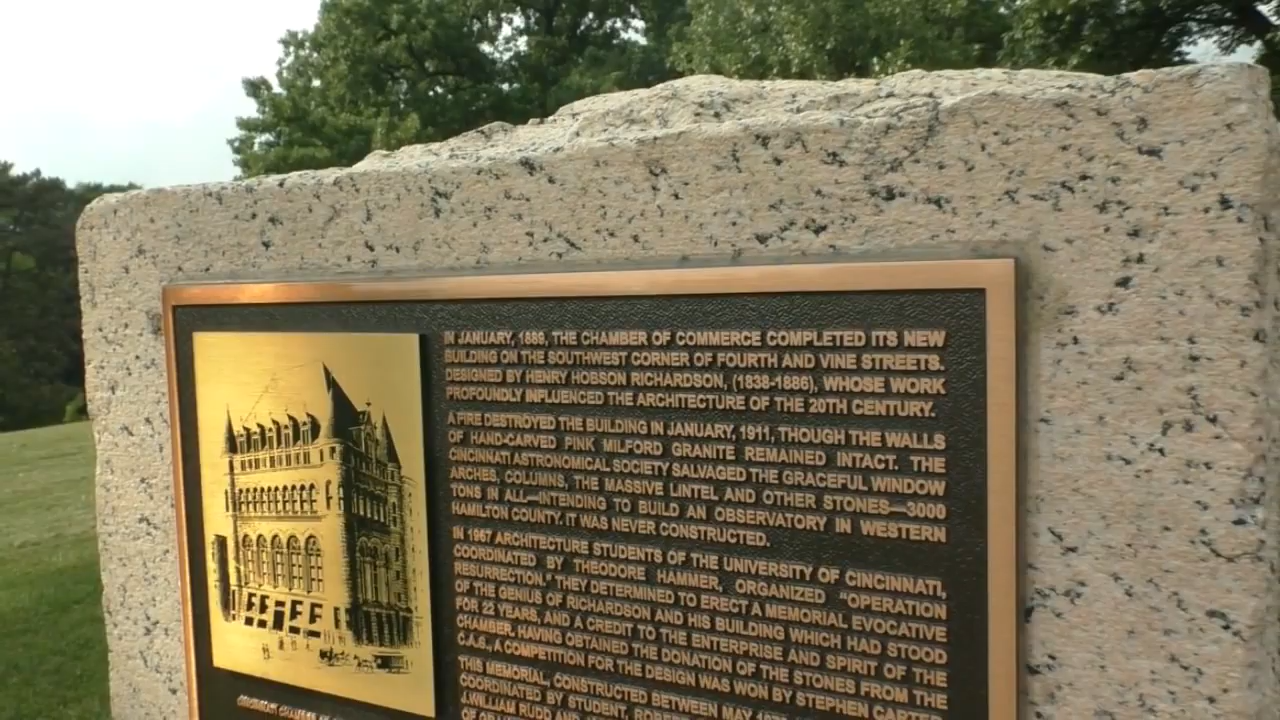 IN JANUARY, 1889, THE CHAMBER OF COMMERCE COMPLETED ITS NEW
BUILDING ON THE SOUTHWEST CORNER OF FOURTH AND VINE STREETS.
DESIGNED BY HENRY HOBSON RICHARDSON, (1838-1886), WHOSE WORK
PROFOUNDLY INFLUENCED THE ARCHITECTURE OF THE 20TH CENTURY.
A FIRE DESTROYED THE BUILDING IN JANUARY, 1911, THOUGH THE WALLS
OF HAND-CARVED PINK MILFORD GRANITE REMAINED INTACT. THE
CINCINNATI ASTRONOMICAL SOCIETY SALVAGED THE GRACEFUL WINDOW
ARCHES, COLUMNS, THE MASSIVE LINTEL AND OTHER STONES—3000
TONS IN ALL—INTENDING TO BUILD AN OBSERVATORY IN WESTERN
HAMILTON COUNTY. IT WAS NEVER CONSTRUCTED.
IN 1967 ARCHITECTURE STUDENTS OF THE UNIVERSITY OF CINCINNATI,
COORDINATED BY THEODORE HAMMER, ORGANIZED "OPERATION
RESURRECTION." THEY DETERMINED TO ERECT A MEMORIAL EVOCATIVE
OF THE GENIUS OF RICHARDSON AND HIS BUILDING WHICH HAD STOOD
FOR 22 YEARS, AND A CREDIT TO THE ENTERPRISE AND SPIRIT OF THE
CHAMBER. HAVING OBTAINED THE DONATION OF THE STONES FROM THE
C.A.S., A COMPETITION FOR THE DESIGN WAS WON BY STEPHEN CARTER.
THIS MEMORIAL, CONSTRUCTED BETWEEN MAY
COORDINATED BY STUDENT,
J.WILLIAM RUDD AND
CINCINNATI CHAMBER OF